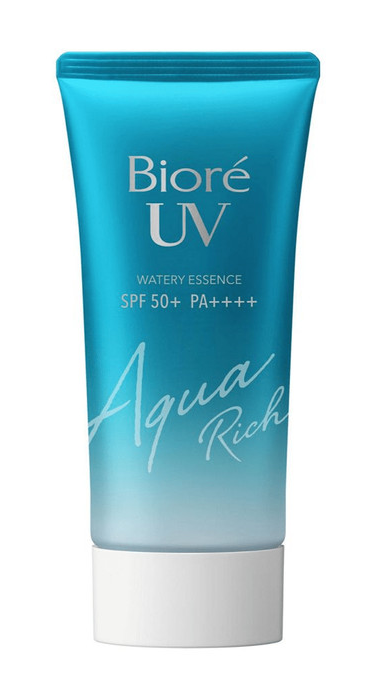 Bioré
UV
WATERY ESSENCE
SPF 50+ PA++++
Aqua
Rich